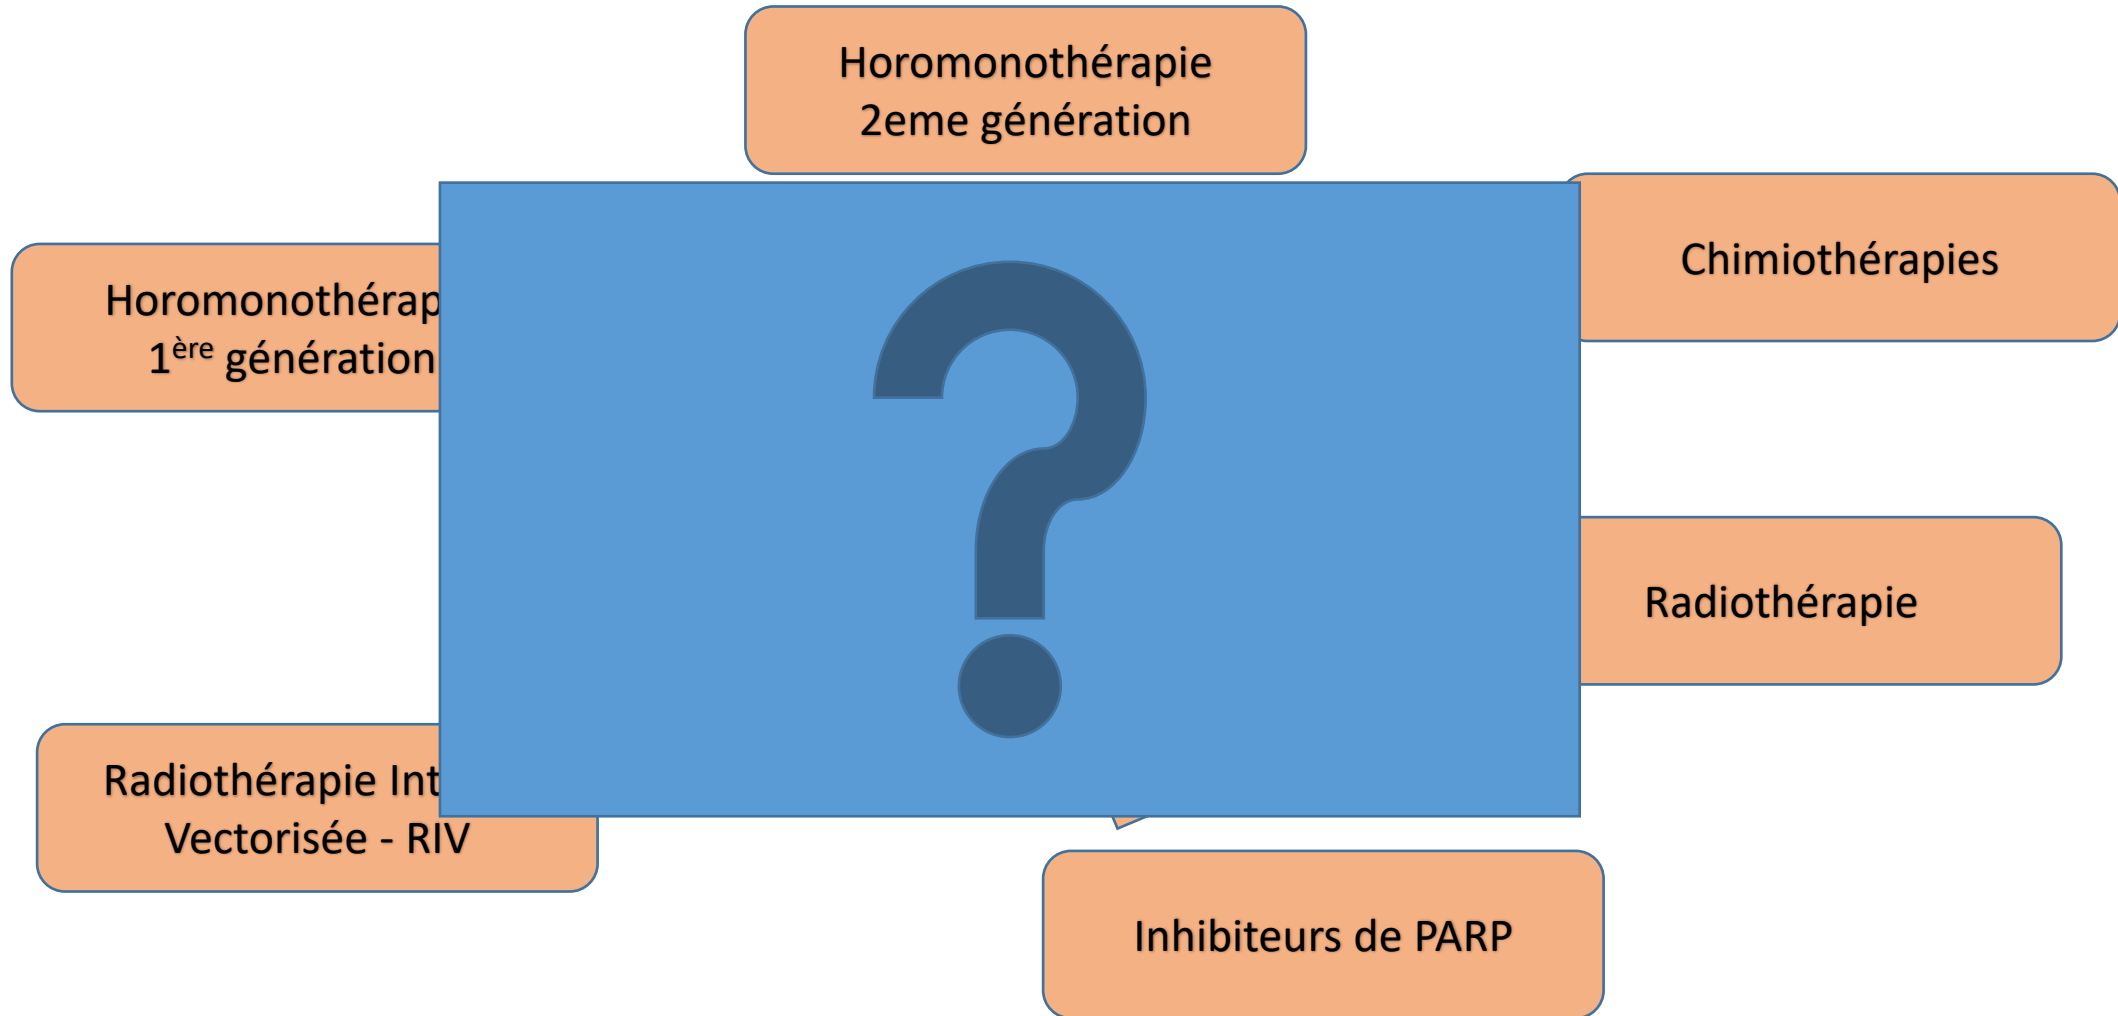 Horomonothérapie
2eme génération
Chimiothérapies
Horomonothérap
1ère génération
Radiothérapie
Radiothérapie Int
Vectorisée - RIV
Inhibiteurs de PARP
?